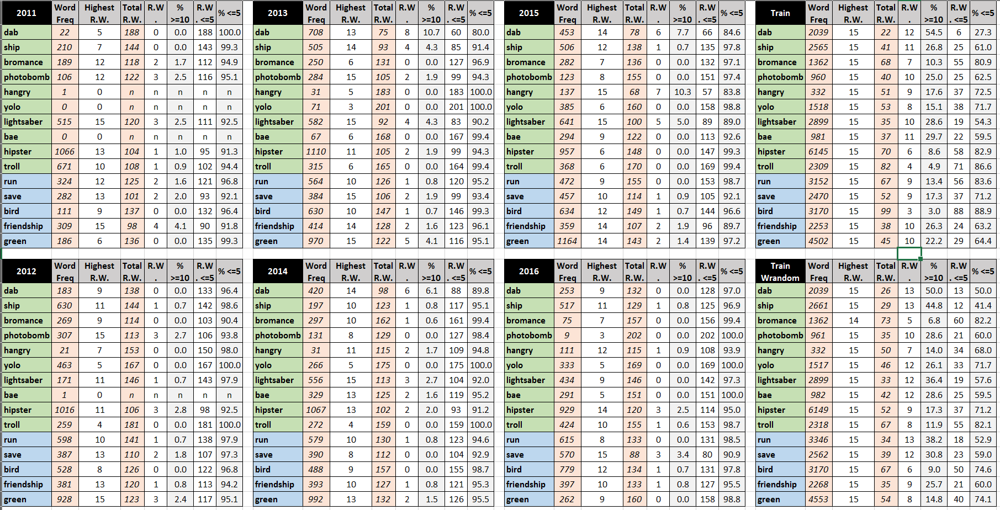 2011 Word Freq Highest R.W. Total R.W. R.W . % >=10 R.W . <=5 % <=5
dab 22 5 188 0 0.0 188 100.0
ship 210 7 144 0 0.0 143 99.3
bromance 189 12 118 2 1.7 112 94.9
photobomb 106 12 122 3 2.5 116 95.1
hangry 1 0 n n n n n
yolo 0 0 n n n n n
lightsaber 515 15 120 3 2.5 111 92.5
bae 0 0 n n n n n
hipster 1066 13 104 1 1.0 95 91.3
troll 671 10 108 1 0.9 102 94.4
run 324 12 125 2 1.6 121 96.8
save 282 13 101 2 2.0 93 92.1
bird 111 9 137 0 0.0 132 96.4
friendship 309 15 98 4 4.1 90 91.8
green 186 6 136 0 0.0 135 99.3
2013 Word Freq Highest R.W. Total R.W. R.W . % >=10 R.W . <=5 % <=5
dab 708 13 75 8 10.7 60 80.0
ship 505 14 93 4 4.3 85 91.4
bromance 250 6 131 0 0.0 127 96.9
photobomb 284 15 105 2 1.9 99 94.3
hangry 31 5 183 0 0.0 183 100.0
yolo 71 3 201 0 0.0 201 100.0
lightsaber 582 15 92 4 4.3 83 90.2
bae 67 6 168 0 0.0 167 99.4
hipster 1110 11 105 2 1.9 99 94.3
troll 315 6 165 0 0.0 164 99.4
run 564 10 126 1 0.8 120 95.2
save 384 15 106 2 1.9 99 93.4
bird 630 10 147 1 0.7 146 99.3
friendship 414 14 128 2 1.6 123 96.1
green 970 15 122 5 4.1 116 95.1
2015 Word Freq Highest R.W. Total R.W. R.W . % >=10 R.W . <=5 % <=5
dab 453 14 78 6 7.7 66 84.6
ship 506 12 138 1 0.7 135 97.8
bromance 282 7 136 0 0.0 132 97.1
photobomb 123 8 155 0 0.0 151 97.4
hangry 137 15 68 7 10.3 57 83.8
yolo 385 6 160 0 0.0 158 98.8
lightsaber 641 15 100 5 5.0 89 89.0
bae 294 9 122 0 0.0 113 92.6
hipster 957 6 148 0 0.0 147 99.3
troll 368 6 170 0 0.0 169 99.4
run 472 9 155 0 0.0 153 98.7
save 457 10 114 1 0.9 105 92.1
bird 634 12 149 1 0.7 144 96.6
friendship 359 14 107 2 1.9 96 89.7
green 1164 14 143 2 1.4 139 97.2
Train Word Freq Highest R.W. Total R.W. R.W . % >=10 R.W . <=5 % <=5
dab 2039 15 22 12 54.5 6 27.3
ship 2565 15 41 11 26.8 25 61.0
bromance 1362 15 68 7 10.3 55 80.9
photobomb 960 15 40 10 25.0 25 62.5
hangry 332 15 51 9 17.6 37 72.5
yolo 1518 15 53 8 15.1 38 71.7
lightsaber 2899 15 35 10 28.6 19 54.3
bae 981 15 37 11 29.7 22 59.5
hipster 6145 15 70 6 8.6 58 82.9
troll 2309 15 82 4 4.9 71 86.6
run 3152 15 67 9 13.4 56 83.6
save 2470 15 52 9 17.3 37 71.2
bird 3170 15 99 3 3.0 88 88.9
friendship 2253 15 38 10 26.3 24 63.2
green 4502 15 45 10 22.2 29 64.4
2012 Word Freq Highest R.W. Total R.W. R.W . % >=10 R.W . <=5 % <=5
dab 183 9 138 0 0.0 133 96.4
ship 630 11 144 1 0.7 142 98.6
bromance 269 9 114 0 0.0 103 90.4
photobomb 307 15 113 3 2.7 106 93.8
hangry 21 7 153 0 0.0 150 98.0
yolo 463 5 167 0 0.0 167 100.0
lightsaber 171 11 146 1 0.7 143 97.9
bae 1 0 n n n n n
hipster 1016 11 106 3 2.8 98 92.5
troll 259 4 181 0 0.0 181 100.0
run 598 10 141 1 0.7 138 97.9
save 387 13 110 2 1.8 107 97.3
bird 528 8 126 0 0.0 122 96.8
friendship 381 13 120 1 0.8 113 94.2
green 928 15 123 3 2.4 117 95.1
2014 Word Freq Highest R.W. Total R.W. R.W . % >=10 R.W . <=5 % <=5
dab 420 14 98 6 6.1 88 89.8
ship 197 10 123 1 0.8 117 95.1
bromance 297 10 162 1 0.6 161 99.4
photobomb 131 8 129 0 0.0 127 98.4
hangry 31 11 115 2 1.7 109 94.8
yolo 266 5 175 0 0.0 175 100.0
lightsaber 556 15 113 3 2.7 104 92.0
bae 329 13 125 2 1.6 119 95.2
hipster 1067 13 102 2 2.0 93 91.2
troll 272 4 159 0 0.0 159 100.0
run 579 10 130 1 0.8 123 94.6
save 390 8 112 0 0.0 104 92.9
bird 488 9 157 0 0.0 155 98.7
friendship 393 10 127 1 0.8 121 95.3
green 992 13 132 2 1.5 126 95.5
2016 Word Freq Highest R.W. Total R.W. R.W . % >=10 R.W . <=5 % <=5
dab 253 9 132 0 0.0 128 97.0
ship 517 11 129 1 0.8 125 96.9
bromance 75 7 157 0 0.0 156 99.4
photobomb 9 3 202 0 0.0 202 100.0
hangry 111 12 115 1 0.9 108 93.9
yolo 333 5 169 0 0.0 169 100.0
lightsaber 434 9 146 0 0.0 142 97.3
bae 291 5 151 0 0.0 151 100.0
hipster 929 14 120 3 2.5 114 95.0
troll 424 10 155 1 0.6 153 98.7
run 615 8 133 0 0.0 131 98.5
save 570 15 88 3 3.4 80 90.9
bird 779 12 134 1 0.7 131 97.8
friendship 397 10 133 1 0.8 127 95.5
green 262 9 160 0 0.0 158 98.8
Train Wrandom Word Freq Highest R.W. Total R.W. R.W . % >=10 R.W . <=5 % <=5
dab 2039 15 26 13 50.0 13 50.0
ship 2661 15 29 13 44.8 12 41.4
bromance 1362 14 73 5 6.8 60 82.2
photobomb 961 15 35 10 28.6 21 60.0
hangry 332 15 50 7 14.0 34 68.0
yolo 1517 15 46 12 26.1 33 71.7
lightsaber 2899 15 33 12 36.4 19 57.6
bae 982 15 42 12 28.6 25 59.5
hipster 6149 15 52 9 17.3 37 71.2
troll 2318 15 67 8 11.9 55 82.1
run 3346 15 34 13 38.2 18 52.9
save 2562 15 39 12 30.8 23 59.0
bird 3170 15 67 6 9.0 50 74.6
friendship 2268 15 35 9 25.7 21 60.0
green 4553 15 54 8 14.8 40 74.1